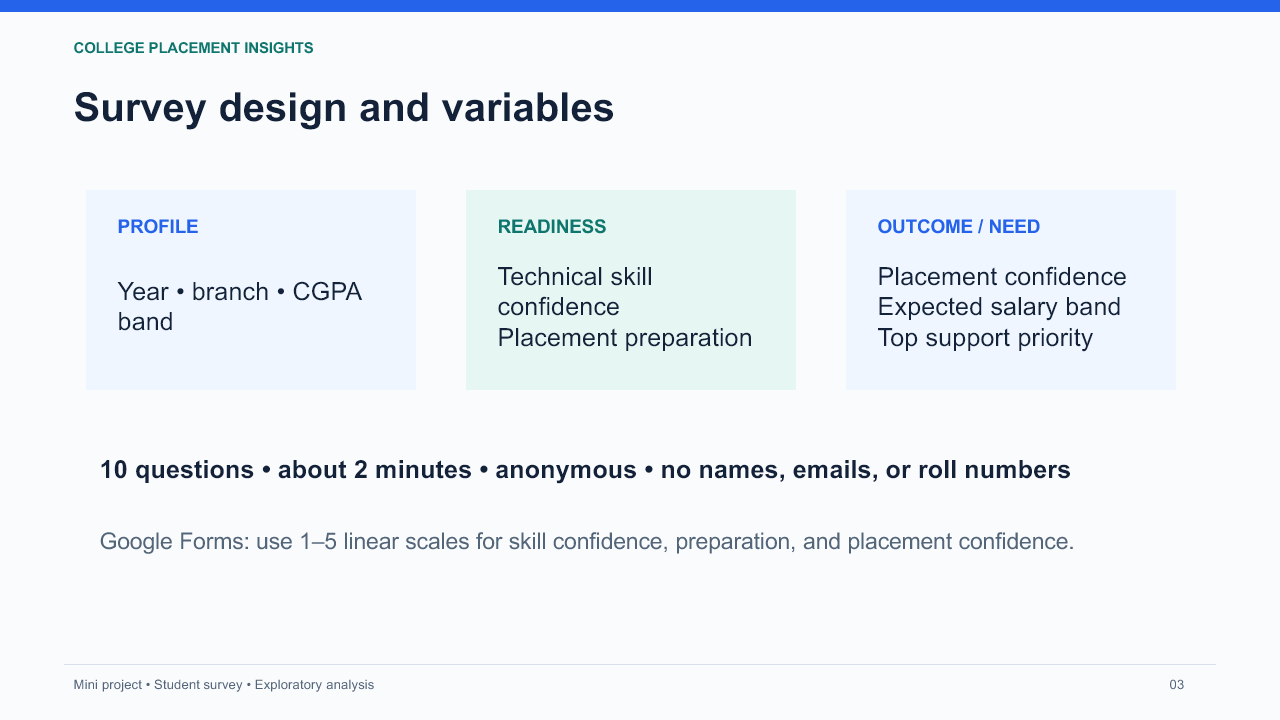 COLLEGE PLACEMENT INSIGHTS
Survey design and variables
PROFILE
Year • branch • CGPA
band
READINESS
Technical skill
confidence
Placement preparation
OUTCOME / NEED
Placement confidence
Expected salary band
Top support priority
10 questions • about 2 minutes • anonymous • no names, emails, or roll numbers
Google Forms: use 1–5 linear scales for skill confidence, preparation, and placement confidence.
Mini project • Student survey • Exploratory analysis
03